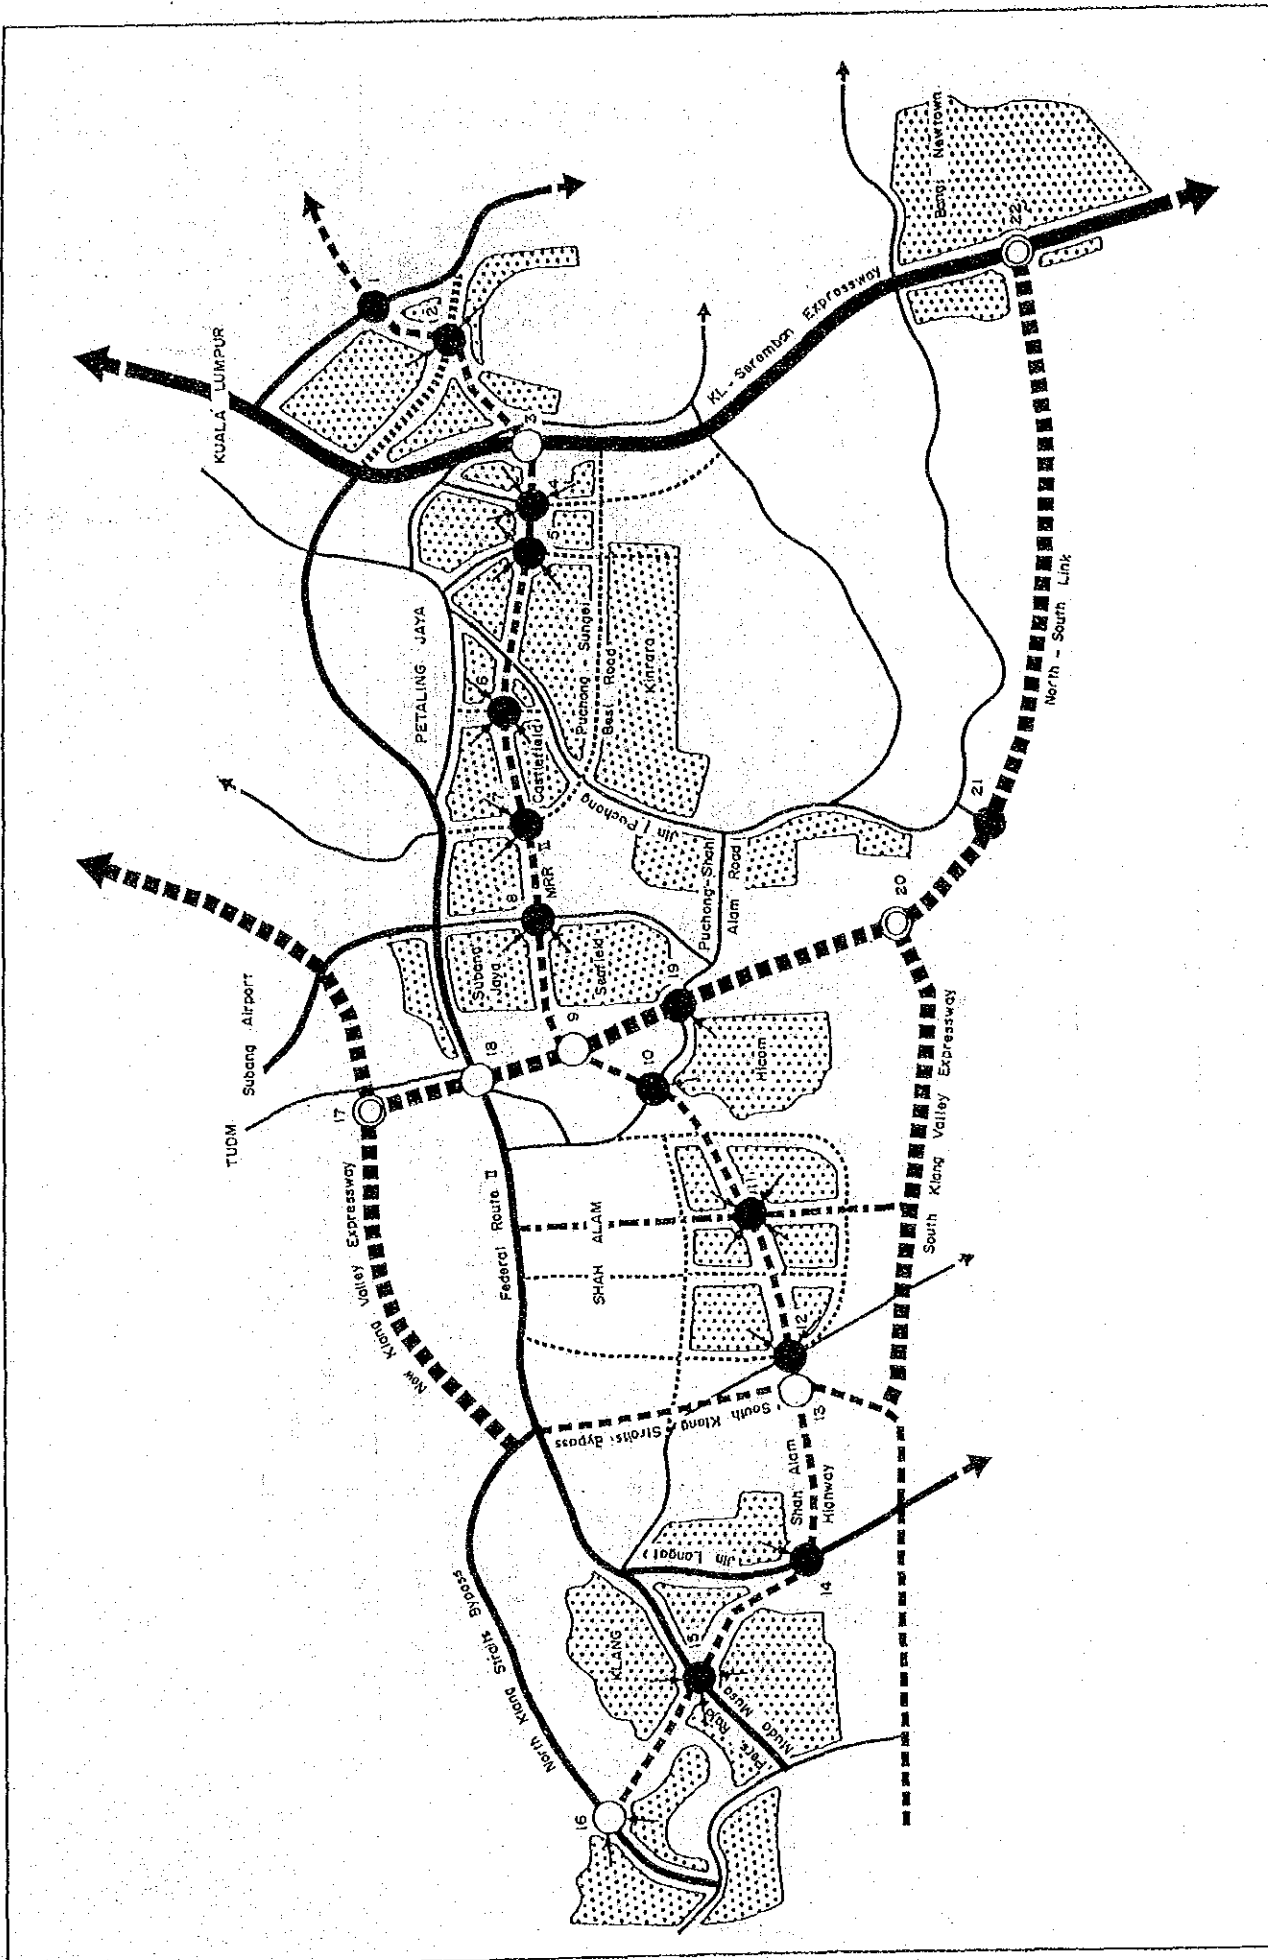 KUALA LUMPUR
1
2
3
4
5
6
7
8
9
10
11
12
13
14
15
16
17
18
19
20
21
22
Bangi Newtown
KL - Seremban Expressway
North - South Link
PETALING JAYA
Puchong - Sungei
Besi Road
Kinrara
Castlefield
Jln ( Puchong
MRR II
Puchong-Shah
Alam Road
Subang Airport
Subang
Jaya
Seafield
TUDM
Hicom
New Klang Valley Expressway
Federal Route II
SHAH ALAM
South Klang Valley Expressway
South Klang
Straits Bypass
Shah Alam
Highway
(Jln Langat)
North Klang Straits Bypass
KLANG
Pers. Raja
Muda Musa